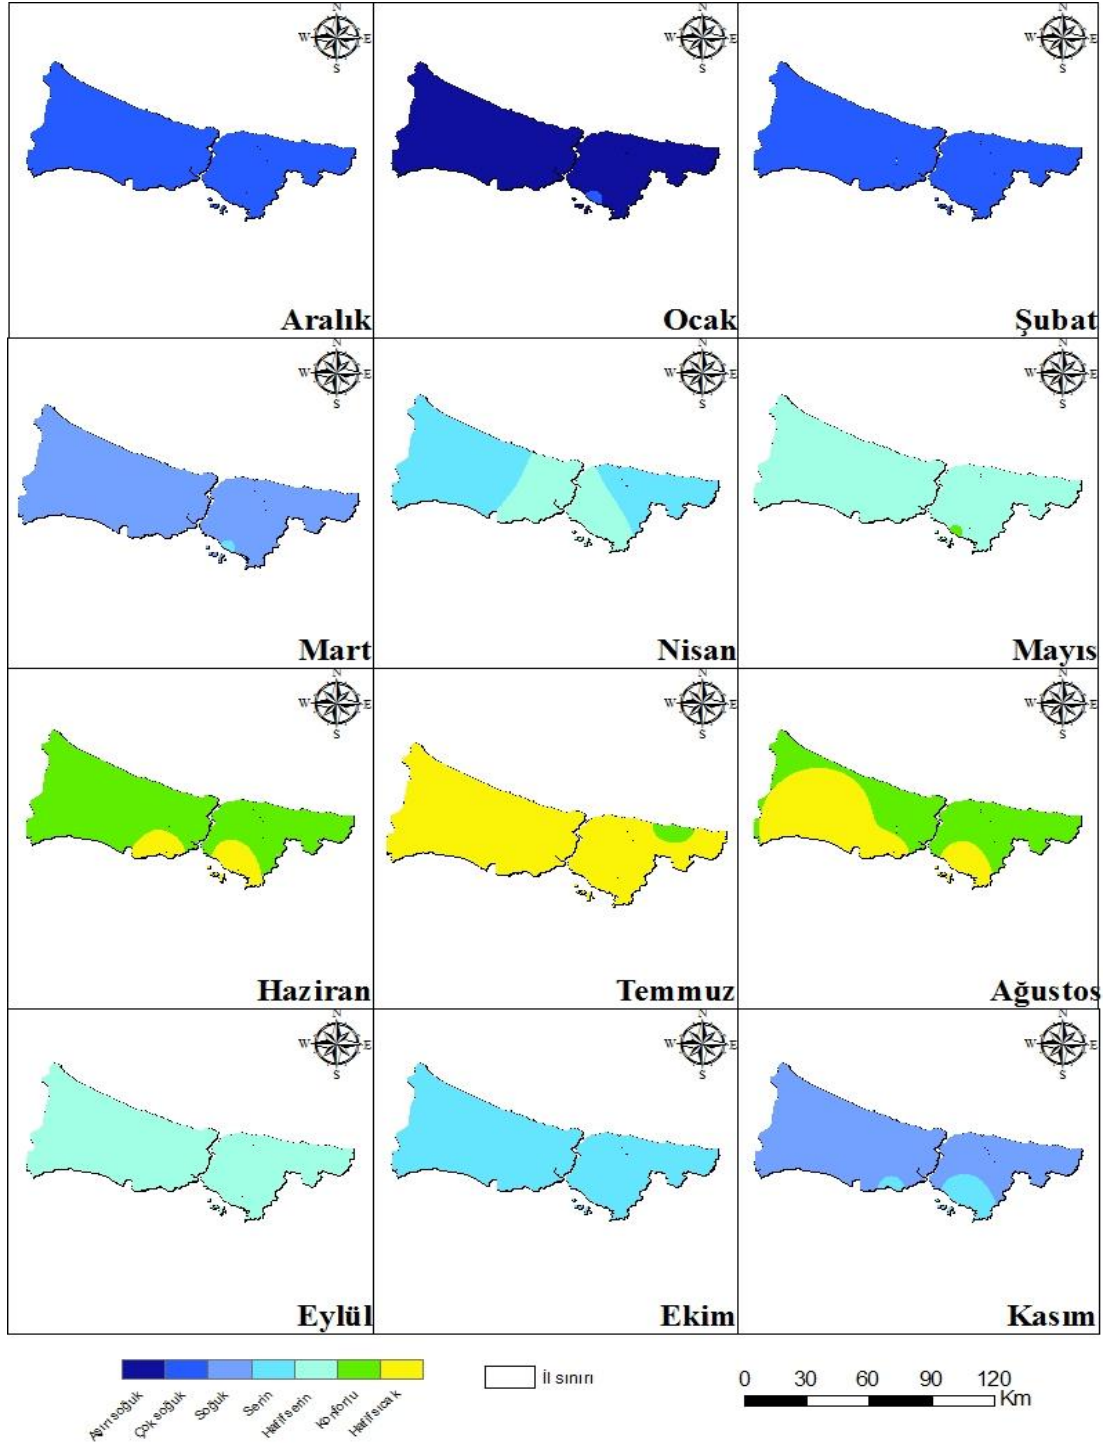 N
W E
S
N
W E
S
N
W E
S
Aralık
Ocak
Şubat
N
W E
S
N
W E
S
N
W E
S
Mart
Nisan
Mayıs
N
W E
S
N
W E
S
N
W E
S
Haziran
Temmuz
Ağustos
N
W E
S
N
W E
S
N
W E
S
Eylül
Ekim
Kasım
Aşırı soğuk
Çok soğuk
Soğuk
Serin
Hafif serin
Konforlu
Hafif sıcak
İl sınırı
0 30 60 90 120
Km